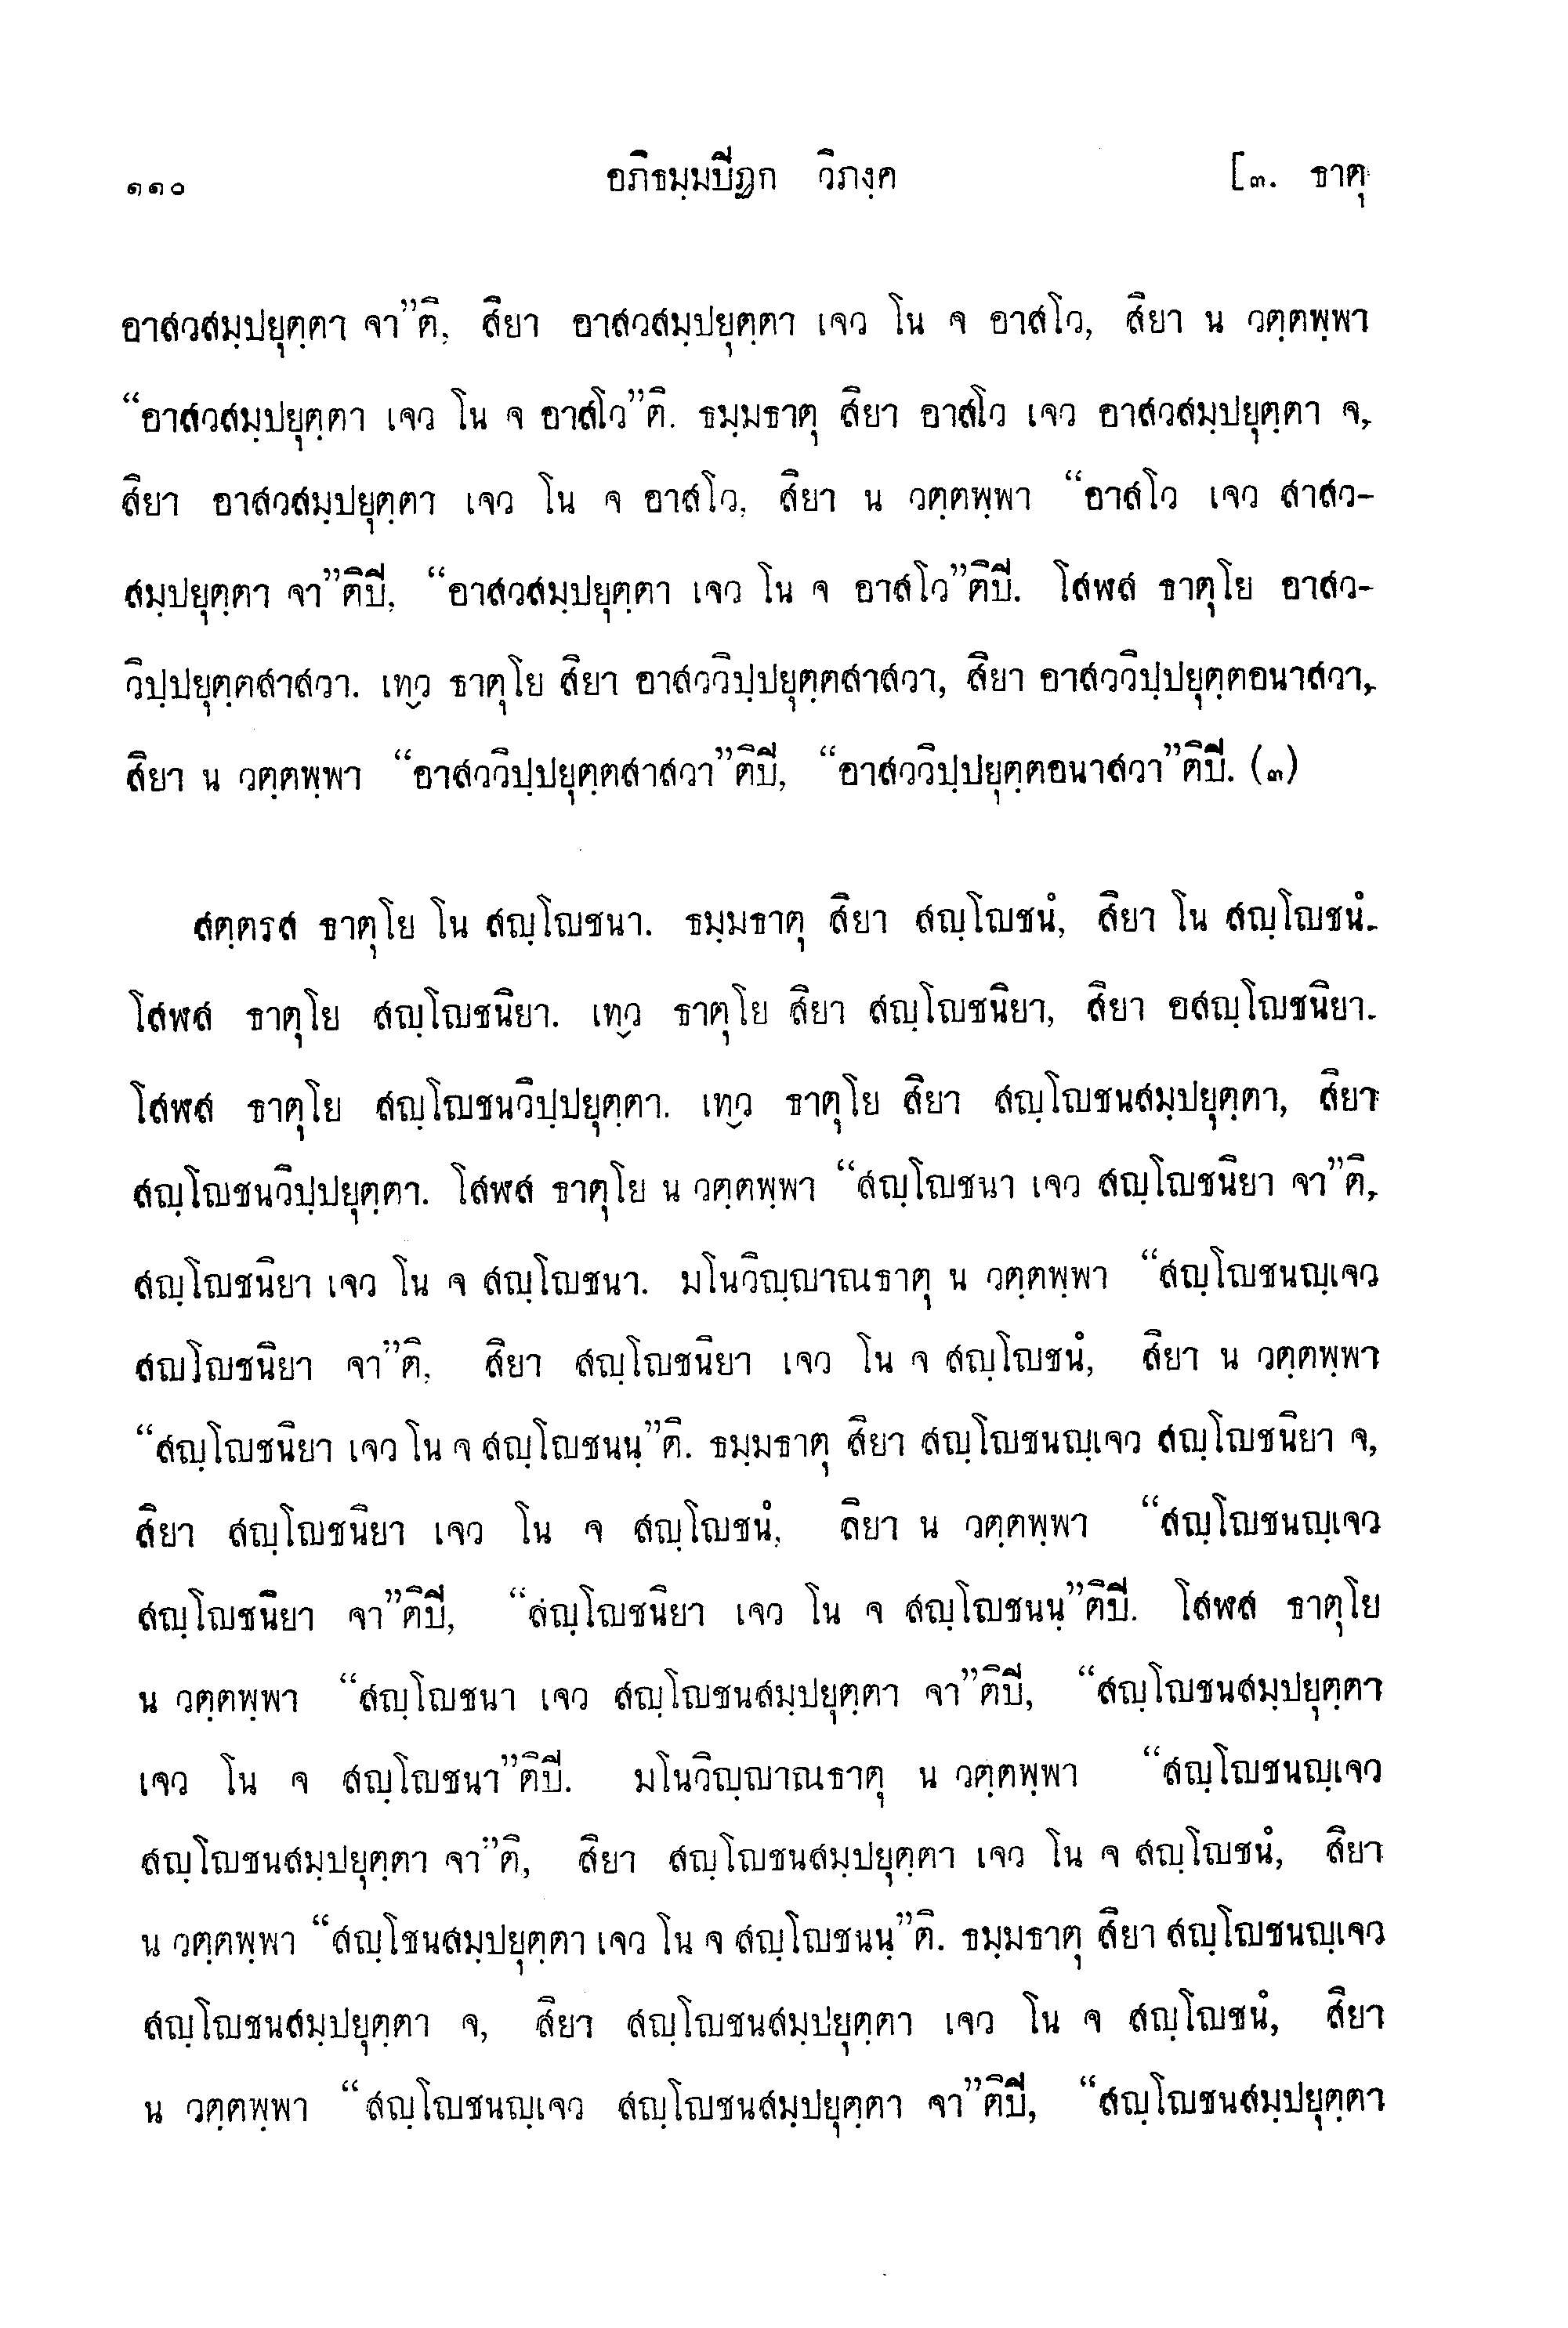 ๑๑๐ อภิธมฺมปีฏก วิภงฺค [๓. ธาตุ
อาสวสมฺปยุตฺตา จา”ติ, สิยา อาสวสมฺปยุตฺตา เจว โน จ อาสโว, สิยา น วตฺตพฺพา
“อาสวสมฺปยุตฺตา เจว โน จ อาสโว”ติ. ธมฺมธาตุ สิยา อาสโว เจว อาสวสมฺปยุตฺตา จ,
สิยา อาสวสมฺปยุตฺตา เจว โน จ อาสโว, สิยา น วตฺตพฺพา “อาสโว เจว สาสว-
สมฺปยุตฺตา จา”ติปี, “อาสวสมฺปยุตฺตา เจว โน จ อาสโว”ติปี. โสฬส ธาตุโย อาสว-
วิปฺปยุตฺตสาสวา. เทฺว ธาตุโย สิยา อาสววิปฺปยุตฺตสาสวา, สิยา อาสววิปฺปยุตฺตอนาสวา,
สิยา น วตฺตพฺพา “อาสววิปฺปยุตฺตสาสวา”ติปี, “อาสววิปฺปยุตฺตอนาสวา”ติปี. (๓)
สตฺตรส ธาตุโย โน สญฺโญชนา. ธมฺมธาตุ สิยา สญฺโญชนํ, สิยา โน สญฺโญชนํ.
โสฬส ธาตุโย สญฺโญชนิยา. เทฺว ธาตุโย สิยา สญฺโญชนิยา, สิยา อสญฺโญชนิยา.
โสฬส ธาตุโย สญฺโญชนวิปฺปยุตฺตา. เทฺว ธาตุโย สิยา สญฺโญชนสมฺปยุตฺตา, สิยา
สญฺโญชนวิปฺปยุตฺตา. โสฬส ธาตุโย น วตฺตพฺพา “สญฺโญชนา เจว สญฺโญชนิยา จา”ติ,
สญฺโญชนิยา เจว โน จ สญฺโญชนา. มโนวิญฺญาณธาตุ น วตฺตพฺพา “สญฺโญชนญฺเจว
สญฺโญชนิยา จา”ติ, สิยา สญฺโญชนิยา เจว โน จ สญฺโญชนํ, สิยา น วตฺตพฺพา
“สญฺโญชนิยา เจว โน จ สญฺโญชนนฺ”ติ. ธมฺมธาตุ สิยา สญฺโญชนญฺเจว สญฺโญชนิยา จ,
สิยา สญฺโญชนิยา เจว โน จ สญฺโญชนํ, สิยา น วตฺตพฺพา “สญฺโญชนญฺเจว
สญฺโญชนิยา จา”ติปี, “สญฺโญชนิยา เจว โน จ สญฺโญชนนฺ”ติปี. โสฬส ธาตุโย
น วตฺตพฺพา “สญฺโญชนา เจว สญฺโญชนสมฺปยุตฺตา จา”ติปี, “สญฺโญชนสมฺปยุตฺตา
เจว โน จ สญฺโญชนา”ติปี. มโนวิญฺญาณธาตุ น วตฺตพฺพา “สญฺโญชนญฺเจว
สญฺโญชนสมฺปยุตฺตา จา”ติ, สิยา สญฺโญชนสมฺปยุตฺตา เจว โน จ สญฺโญชนํ, สิยา
น วตฺตพฺพา “สญฺโชนสมฺปยุตฺตา เจว โน จ สญฺโญชนนฺ”ติ. ธมฺมธาตุ สิยา สญฺโญชนญฺเจว
สญฺโญชนสมฺปยุตฺตา จ, สิยา สญฺโญชนสมฺปยุตฺตา เจว โน จ สญฺโญชนํ, สิยา
น วตฺตพฺพา “สญฺโญชนญฺเจว สญฺโญชนสมฺปยุตฺตา จา”ติปี, “สญฺโญชนสมฺปยุตฺตา